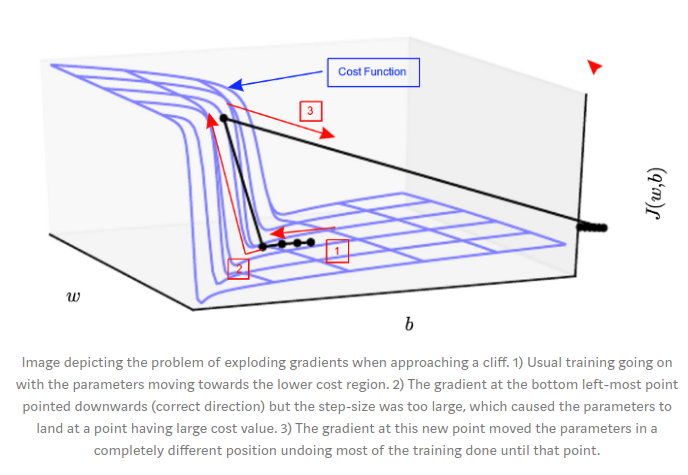 Cost Function
3
1
2
J(w,b)
w
b
Image depicting the problem of exploding gradients when approaching a cliff. 1) Usual training going on
with the parameters moving towards the lower cost region. 2) The gradient at the bottom left-most point
pointed downwards (correct direction) but the step-size was too large, which caused the parameters to
land at a point having large cost value. 3) The gradient at this new point moved the parameters in a
completely different position undoing most of the training done until that point.